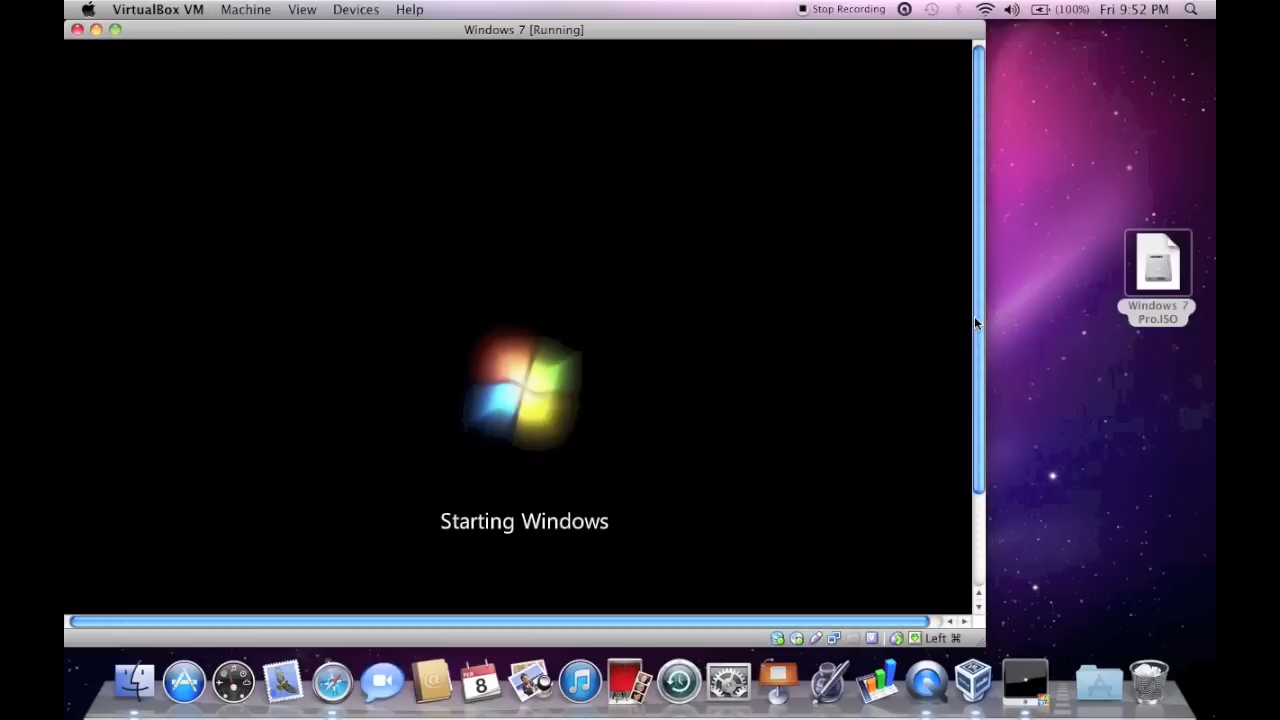 VirtualBox VM Machine View Devices Help Stop Recording (100%) Fri 9:52 PM
Windows 7 [Running]
Windows 7
Pro.ISO
Starting Windows
Left ⌘
FEB
8